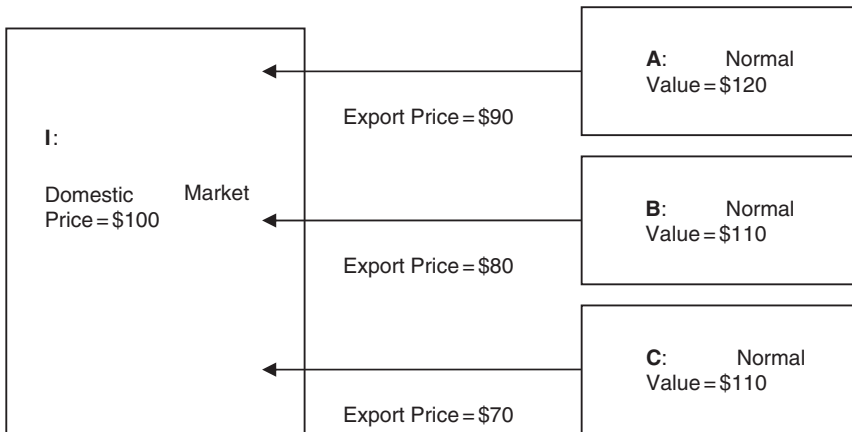 A: Normal
Value=$120
Export Price=$90
I:
Domestic Market
Price=$100
B: Normal
Value=$110
Export Price=$80
C: Normal
Value=$110
Export Price=$70